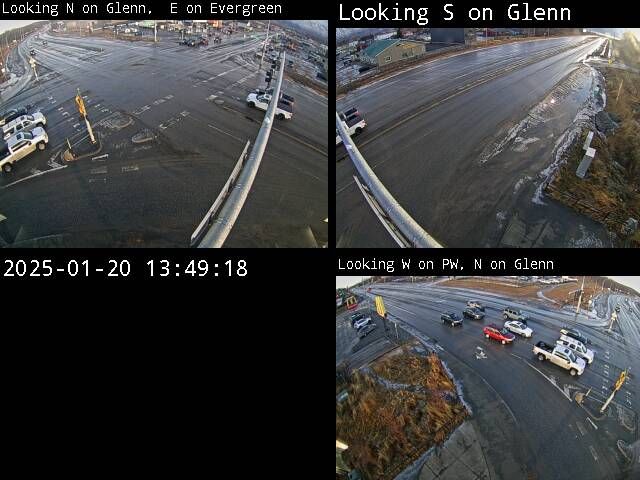 Looking N on Glenn,  E on Evergreen
Looking S on Glenn
2025-01-20 13:49:18
Looking W on PW, N on Glenn